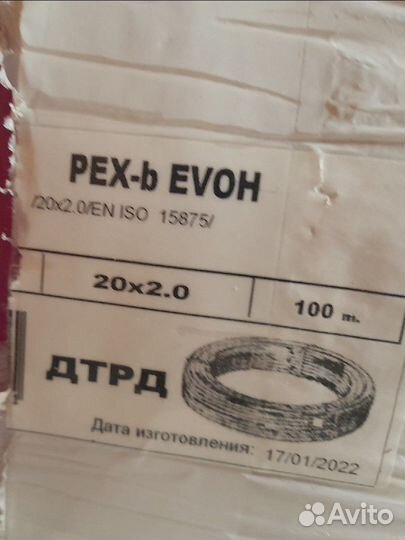 PEX-b EVOH
/20x2.0/EN ISO 15875/
20x2.0
100 m.
ДТРД
Дата изготовления: 17/01/2022
Avito